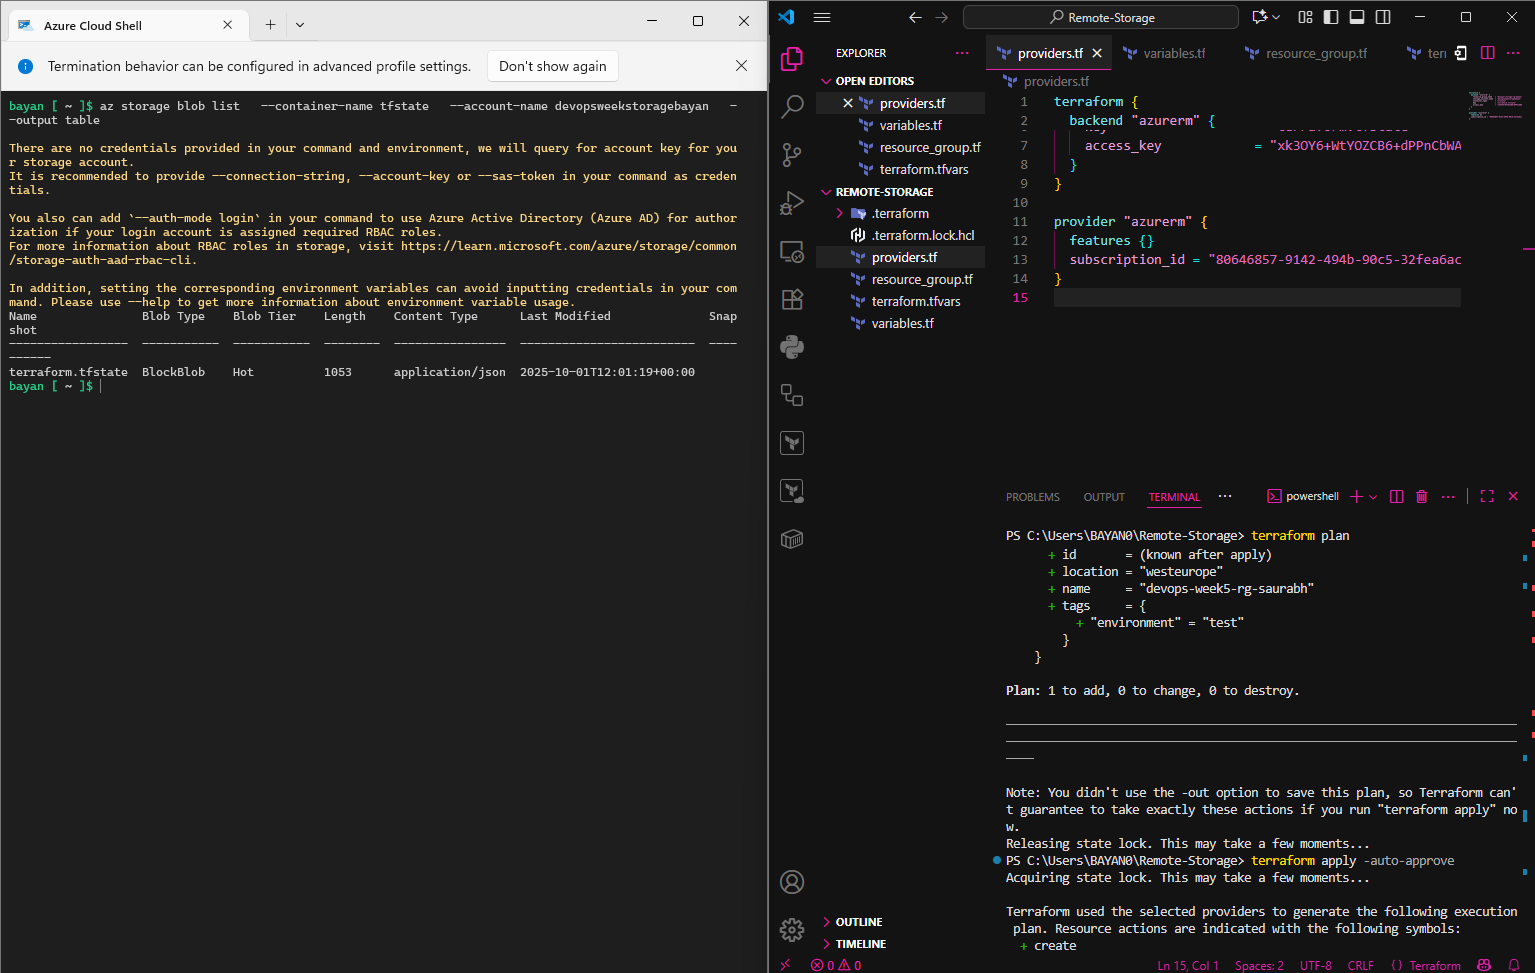 Azure Cloud Shell
Termination behavior can be configured in advanced profile settings.
Don't show again
bayan [ ~ ]$ az storage blob list   --container-name tfstate   --account-name devopsweekstoragebayan   -
-output table
There are no credentials provided in your command and environment, we will query for account key for you
r storage account.
It is recommended to provide --connection-string, --account-key or --sas-token in your command as creden
tials.
You also can add `--auth-mode login` in your command to use Azure Active Directory (Azure AD) for author
ization if your login account is assigned required RBAC roles.
For more information about RBAC roles in storage, visit https://learn.microsoft.com/azure/storage/common
/storage-auth-aad-rbac-cli.
In addition, setting the corresponding environment variables can avoid inputting credentials in your com
mand. Please use --help to get more information about environment variable usage.
Name               Blob Type    Blob Tier    Length    Content Type      Last Modified              Snap
shot
-----------------  -----------  -----------  --------  ----------------  -------------------------  ----
------
terraform.tfstate  BlockBlob    Hot          1053      application/json  2025-10-01T12:01:19+00:00
bayan [ ~ ]$
Remote-Storage
EXPLORER
OPEN EDITORS
providers.tf
variables.tf
resource_group.tf
terraform.tfvars
REMOTE-STORAGE
.terraform
.terraform.lock.hcl
providers.tf
resource_group.tf
terraform.tfvars
variables.tf
OUTLINE
TIMELINE
providers.tf
variables.tf
resource_group.tf
ten
providers.tf
1 terraform {
2   backend "azurerm" {
7     access_key            = "xk3OY6+WtYOZCB6+dPPnCbWA
8   }
9 }
10
11 provider "azurerm" {
12   features {}
13   subscription_id = "80646857-9142-494b-90c5-32fea6ac
14 }
15
PROBLEMS OUTPUT TERMINAL ... powershell
PS C:\Users\BAYAN0\Remote-Storage> terraform plan
      + id       = (known after apply)
      + location = "westeurope"
      + name     = "devops-week5-rg-saurabh"
      + tags     = {
          + "environment" = "test"
        }
    }
Plan: 1 to add, 0 to change, 0 to destroy.
Note: You didn't use the -out option to save this plan, so Terraform can'
t guarantee to take exactly these actions if you run "terraform apply" no
w.
Releasing state lock. This may take a few moments...
PS C:\Users\BAYAN0\Remote-Storage> terraform apply -auto-approve
Acquiring state lock. This may take a few moments...
Terraform used the selected providers to generate the following execution
 plan. Resource actions are indicated with the following symbols:
  + create
0 0 Ln 15, Col 1 Spaces: 2 UTF-8 CRLF {} Terraform